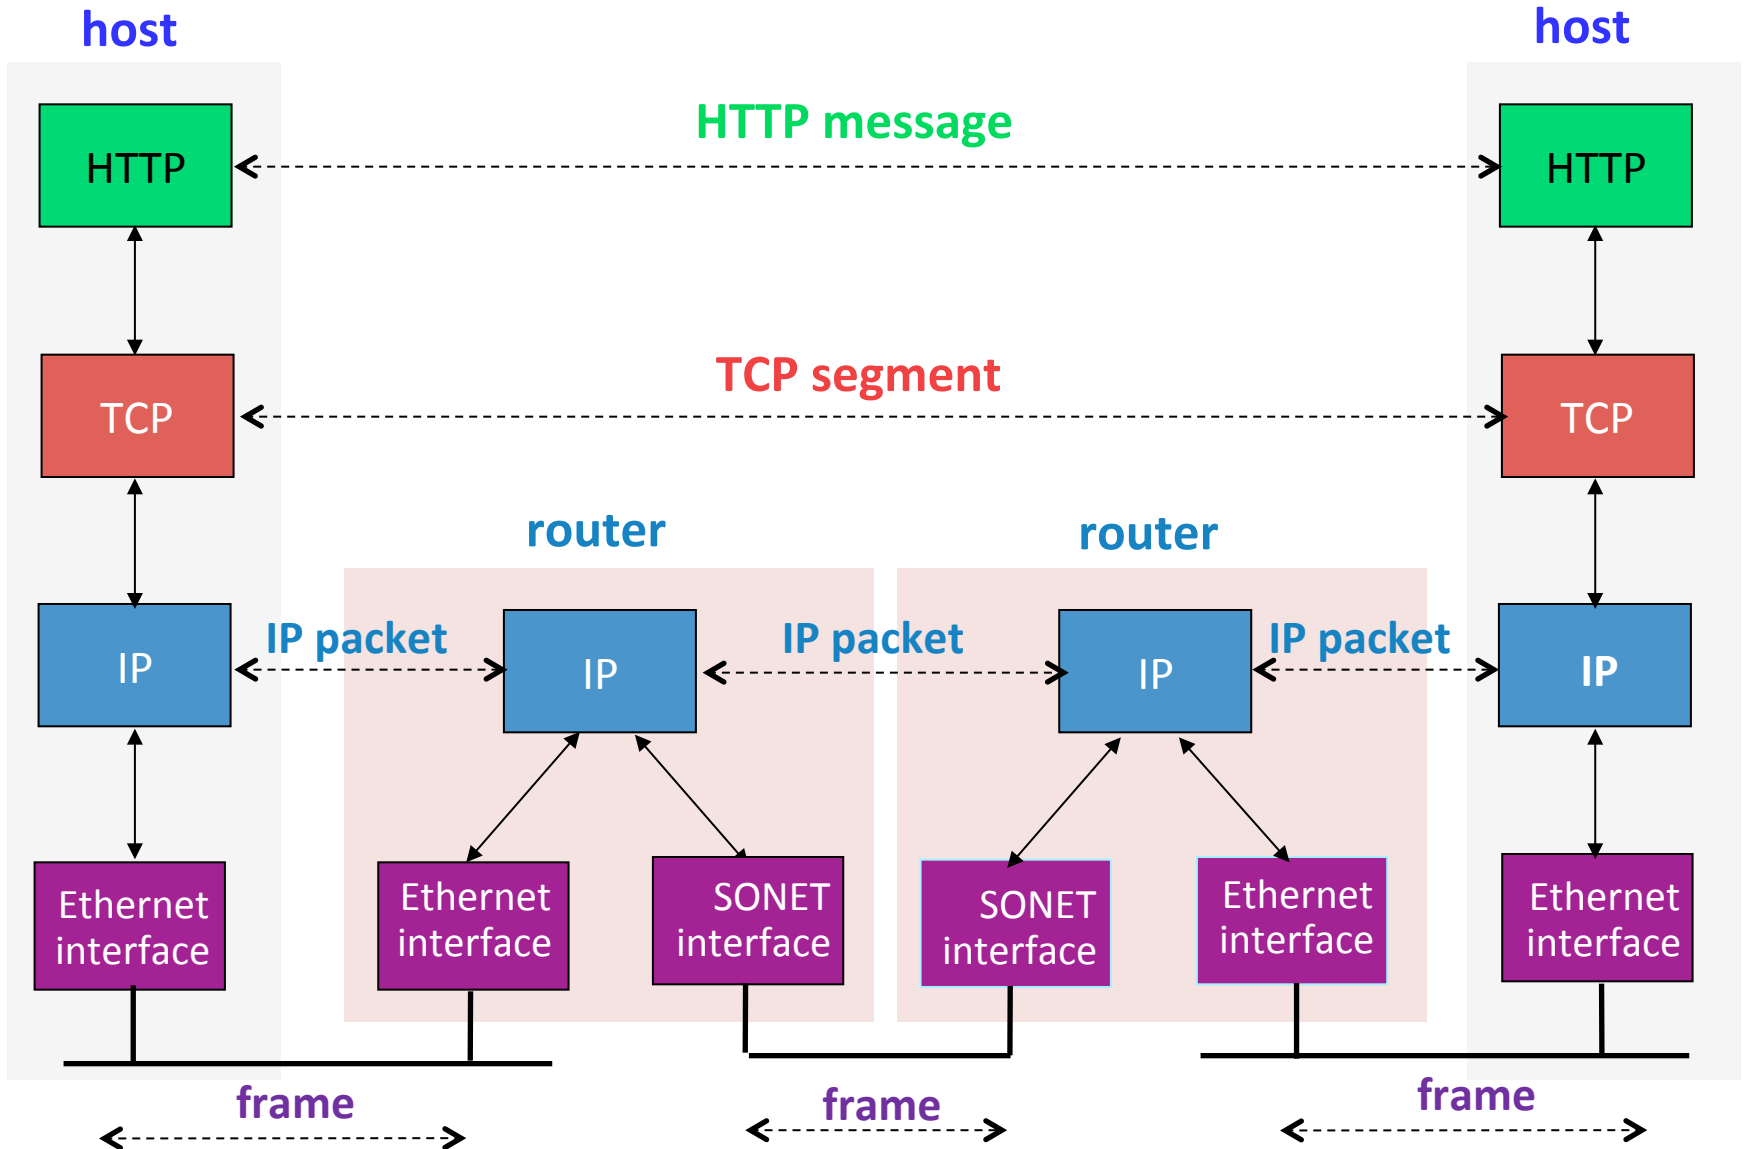 host
host
HTTP message
HTTP
HTTP
TCP segment
TCP
TCP
router
router
IP packet
IP packet
IP packet
IP
IP
IP
IP
Ethernet
interface
Ethernet
interface
SONET
interface
SONET
interface
Ethernet
interface
Ethernet
interface
frame
frame
frame